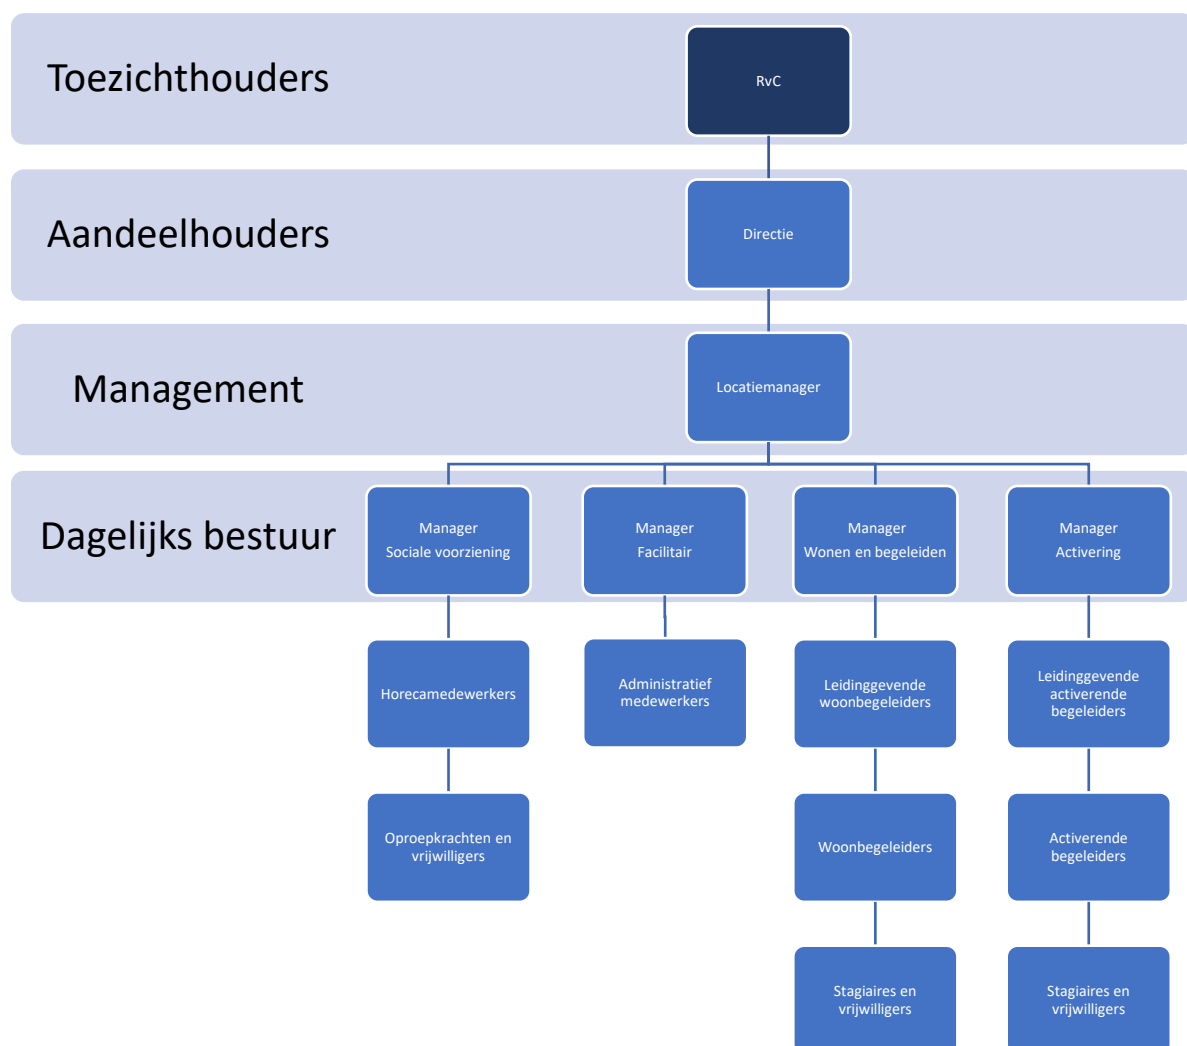 Toezichthouders
RvC
Aandeelhouders
Directie
Management
Locatiemanager
Dagelijks bestuur
Manager
Sociale voorziening
Manager
Facilitair
Manager
Wonen en begeleiden
Manager
Activering
Horecamedewerkers
Administratief
medewerkers
Leidinggevende
woonbegeleiders
Leidinggevende
activerende
begeleiders
Oproepkrachten en
vrijwilligers
Woonbegeleiders
Activerende
begeleiders
Stagiaires en
vrijwilligers
Stagiaires en
vrijwilligers